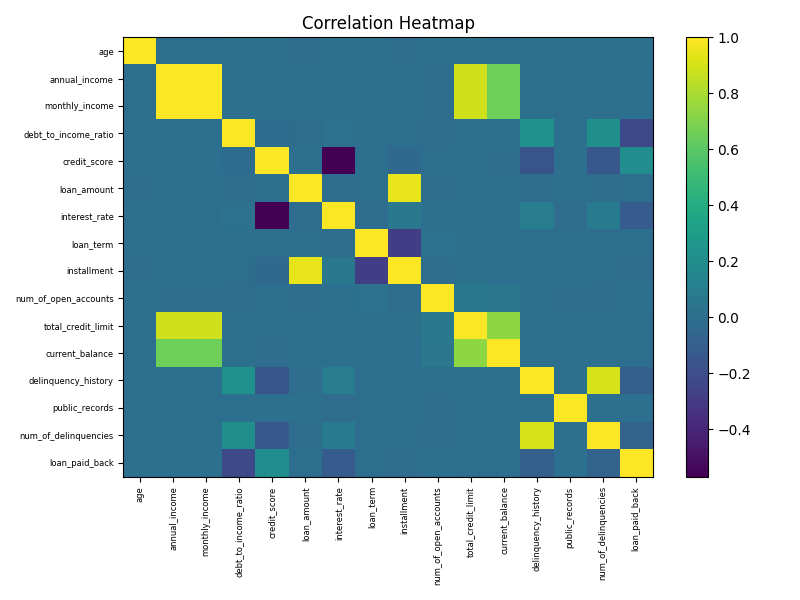 Correlation Heatmap
age
annual_income
monthly_income
debt_to_income_ratio
credit_score
loan_amount
interest_rate
loan_term
installment
num_of_open_accounts
total_credit_limit
current_balance
delinquency_history
public_records
num_of_delinquencies
loan_paid_back
age
annual_income
monthly_income
debt_to_income_ratio
credit_score
loan_amount
interest_rate
loan_term
installment
num_of_open_accounts
total_credit_limit
current_balance
delinquency_history
public_records
num_of_delinquencies
loan_paid_back
1.0
0.8
0.6
0.4
0.2
0.0
−0.2
−0.4